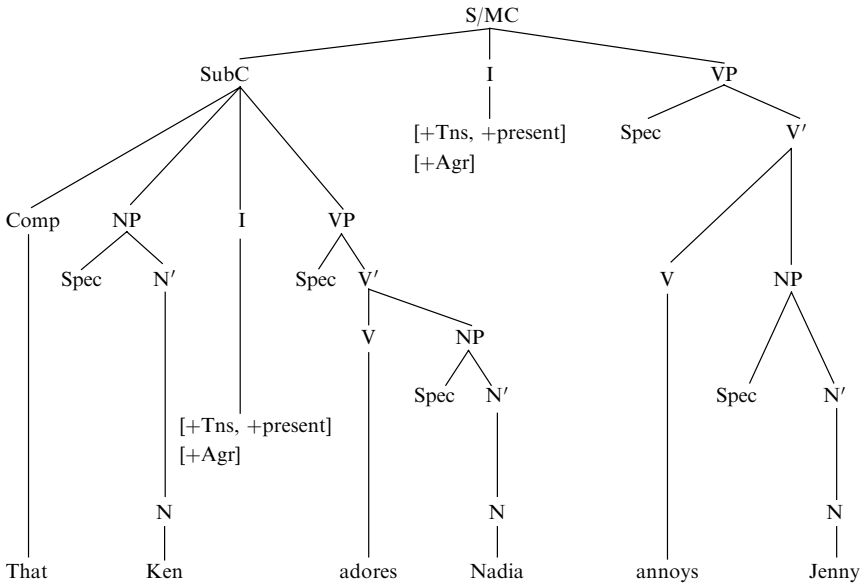 S/MC
SubC I VP
[+Tns, +present] Spec V′
[+Agr]
Comp NP I VP
Spec N′ Spec V′ V NP
V NP
Spec N′ Spec N′
[+Tns, +present]
[+Agr]
N N N
That Ken adores Nadia annoys Jenny